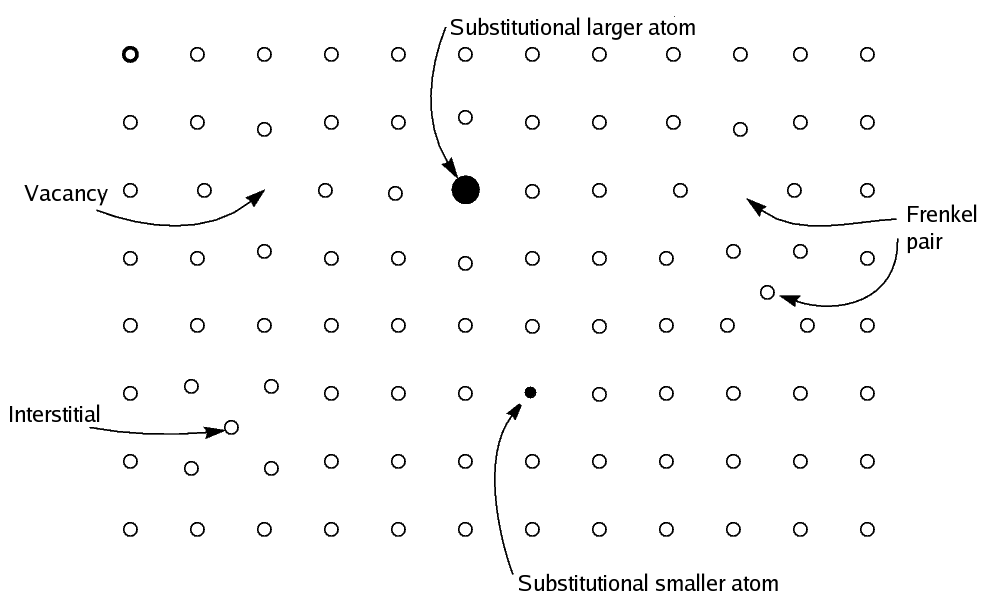 Substitutional larger atom
Vacancy
Frenkel
pair
Interstitial
Substitutional smaller atom